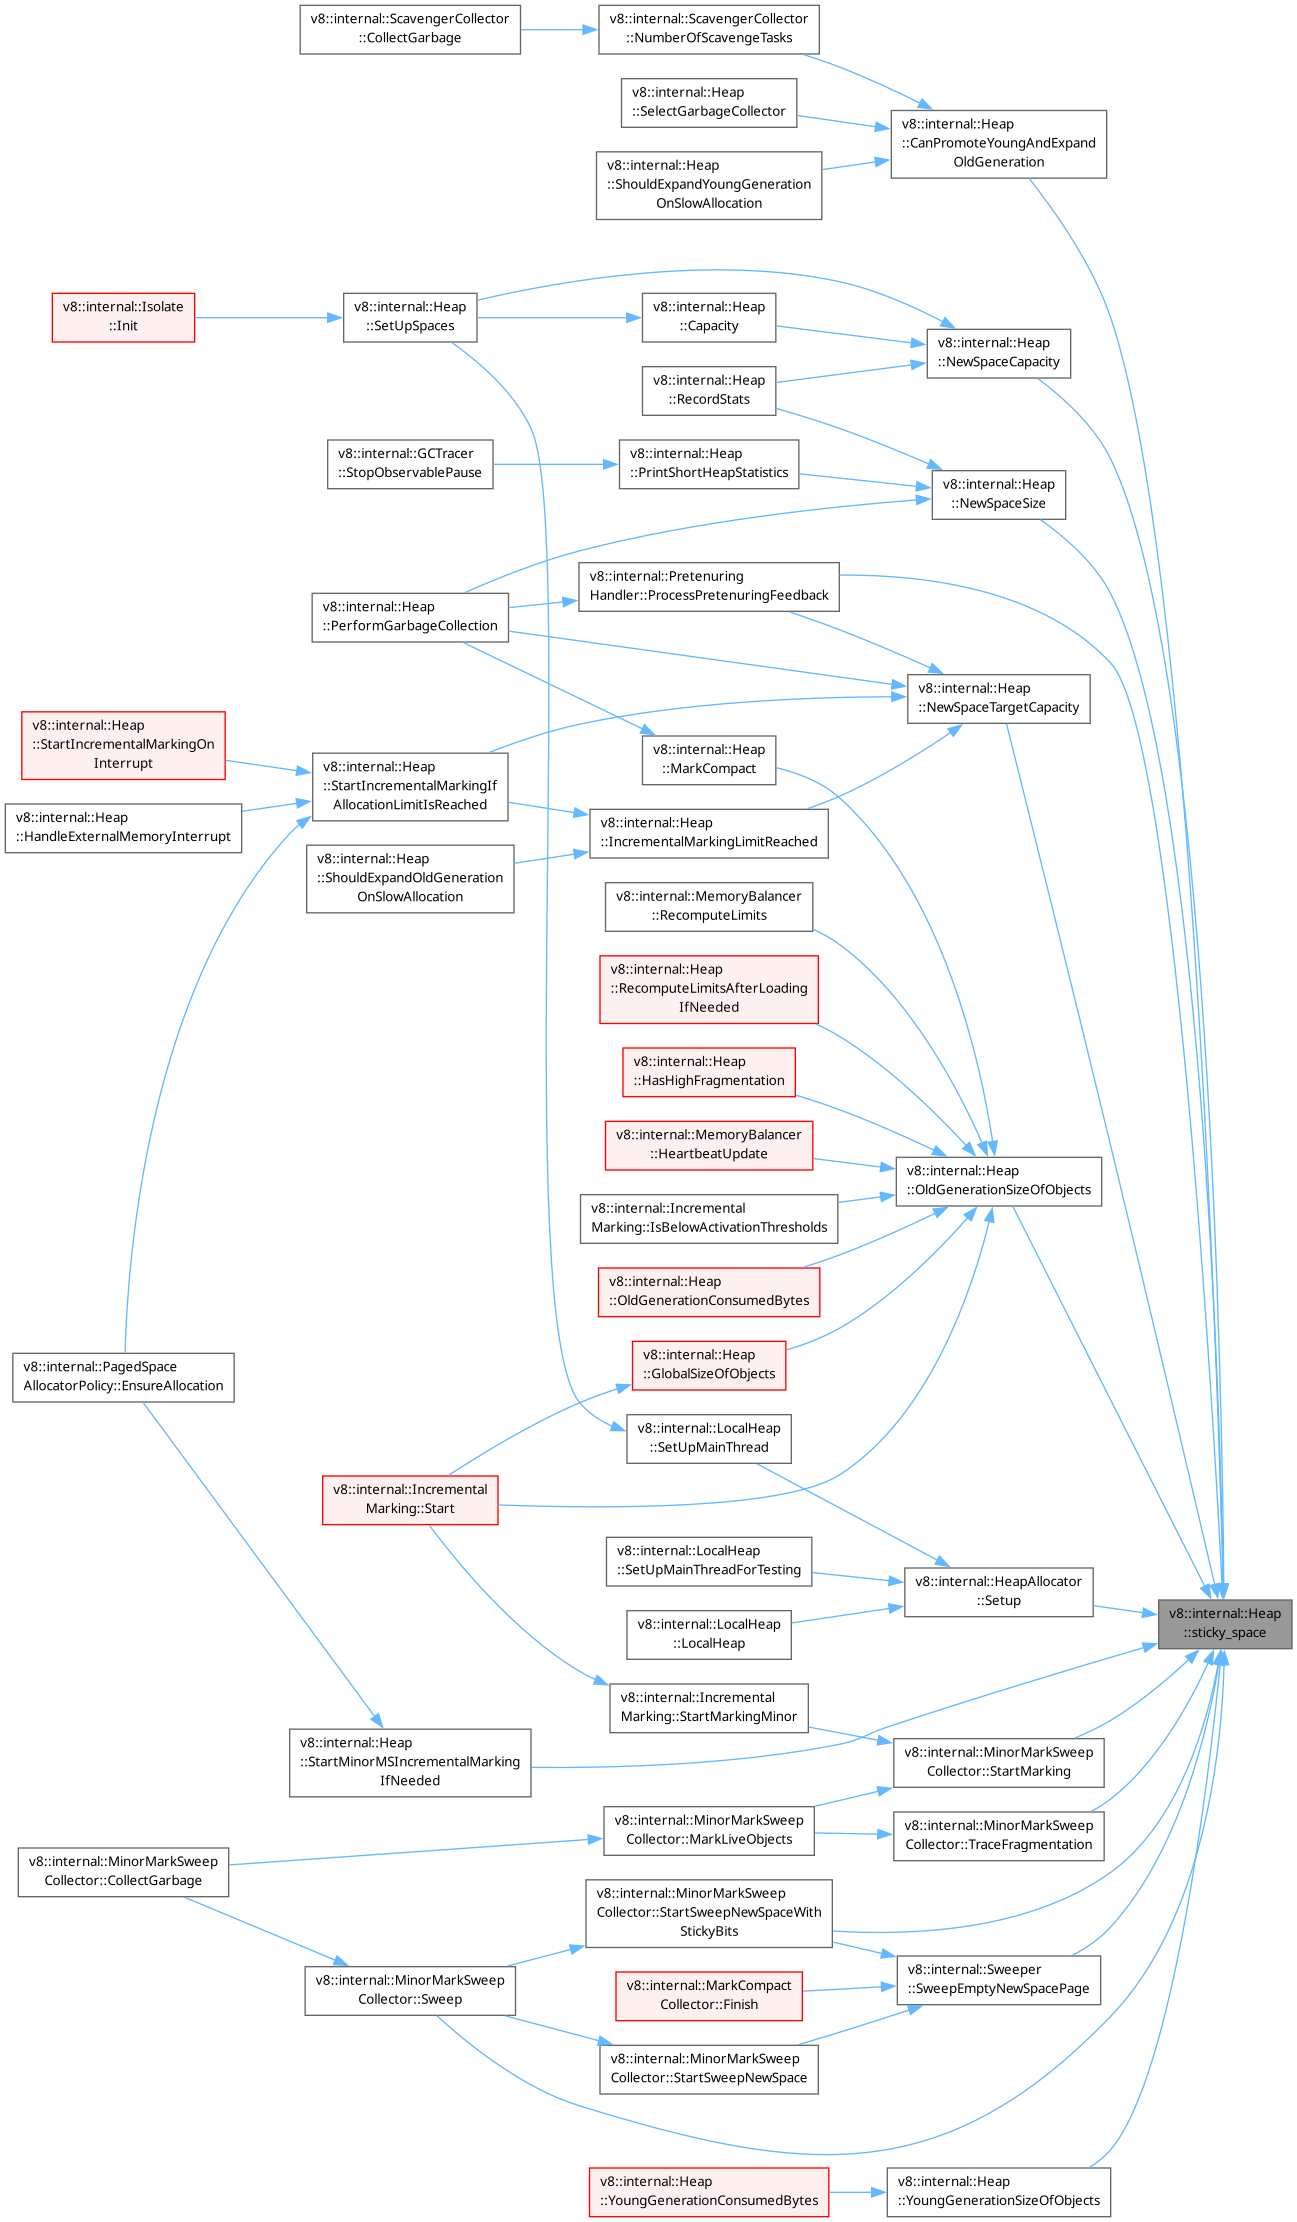 v8::internal::ScavengerCollector
::CollectGarbage
v8::internal::ScavengerCollector
::NumberOfScavengeTasks
v8::internal::Heap
::SelectGarbageCollector
v8::internal::Heap
::CanPromoteYoungAndExpand
OldGeneration
v8::internal::Heap
::ShouldExpandYoungGeneration
OnSlowAllocation
v8::internal::Isolate
::Init
v8::internal::Heap
::SetUpSpaces
v8::internal::Heap
::Capacity
v8::internal::Heap
::NewSpaceCapacity
v8::internal::Heap
::RecordStats
v8::internal::GCTracer
::StopObservablePause
v8::internal::Heap
::PrintShortHeapStatistics
v8::internal::Heap
::NewSpaceSize
v8::internal::Pretenuring
Handler::ProcessPretenuringFeedback
v8::internal::Heap
::PerformGarbageCollection
v8::internal::Heap
::NewSpaceTargetCapacity
v8::internal::Heap
::StartIncrementalMarkingOn
Interrupt
v8::internal::Heap
::MarkCompact
v8::internal::Heap
::StartIncrementalMarkingIf
AllocationLimitIsReached
v8::internal::Heap
::HandleExternalMemoryInterrupt
v8::internal::Heap
::IncrementalMarkingLimitReached
v8::internal::Heap
::ShouldExpandOldGeneration
OnSlowAllocation
v8::internal::MemoryBalancer
::RecomputeLimits
v8::internal::Heap
::RecomputeLimitsAfterLoading
IfNeeded
v8::internal::Heap
::HasHighFragmentation
v8::internal::MemoryBalancer
::HeartbeatUpdate
v8::internal::Heap
::OldGenerationSizeOfObjects
v8::internal::Incremental
Marking::IsBelowActivationThresholds
v8::internal::Heap
::OldGenerationConsumedBytes
v8::internal::Heap
::GlobalSizeOfObjects
v8::internal::PagedSpace
AllocatorPolicy::EnsureAllocation
v8::internal::LocalHeap
::SetUpMainThread
v8::internal::Incremental
Marking::Start
v8::internal::LocalHeap
::SetUpMainThreadForTesting
v8::internal::HeapAllocator
::Setup
v8::internal::LocalHeap
::LocalHeap
v8::internal::Heap
::sticky_space
v8::internal::Incremental
Marking::StartMarkingMinor
v8::internal::Heap
::StartMinorMSIncrementalMarking
IfNeeded
v8::internal::MinorMarkSweep
Collector::StartMarking
v8::internal::MinorMarkSweep
Collector::MarkLiveObjects
v8::internal::MinorMarkSweep
Collector::TraceFragmentation
v8::internal::MinorMarkSweep
Collector::CollectGarbage
v8::internal::MinorMarkSweep
Collector::StartSweepNewSpaceWith
StickyBits
v8::internal::MinorMarkSweep
Collector::Sweep
v8::internal::MarkCompact
Collector::Finish
v8::internal::Sweeper
::SweepEmptyNewSpacePage
v8::internal::MinorMarkSweep
Collector::StartSweepNewSpace
v8::internal::Heap
::YoungGenerationConsumedBytes
v8::internal::Heap
::YoungGenerationSizeOfObjects